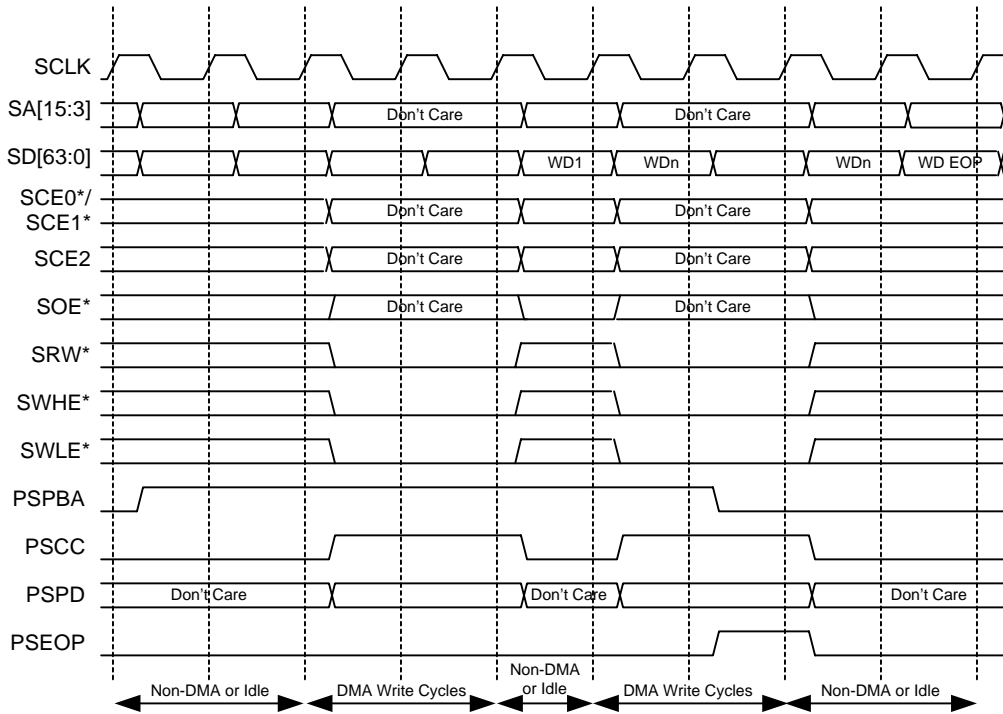 SCLK
SA[15:3]
Don't Care
Don't Care
SD[63:0]
WD1
WDn
WDn
WD EOP
SCE0*/
SCE1*
Don't Care
Don't Care
SCE2
Don't Care
Don't Care
SOE*
Don't Care
Don't Care
SRW*
SWHE*
SWLE*
PSPBA
PSCC
PSPD
Don't Care
Don't Care
Don't Care
PSEOP
Non-DMA or Idle
DMA Write Cycles
Non-DMA
or Idle
DMA Write Cycles
Non-DMA or Idle